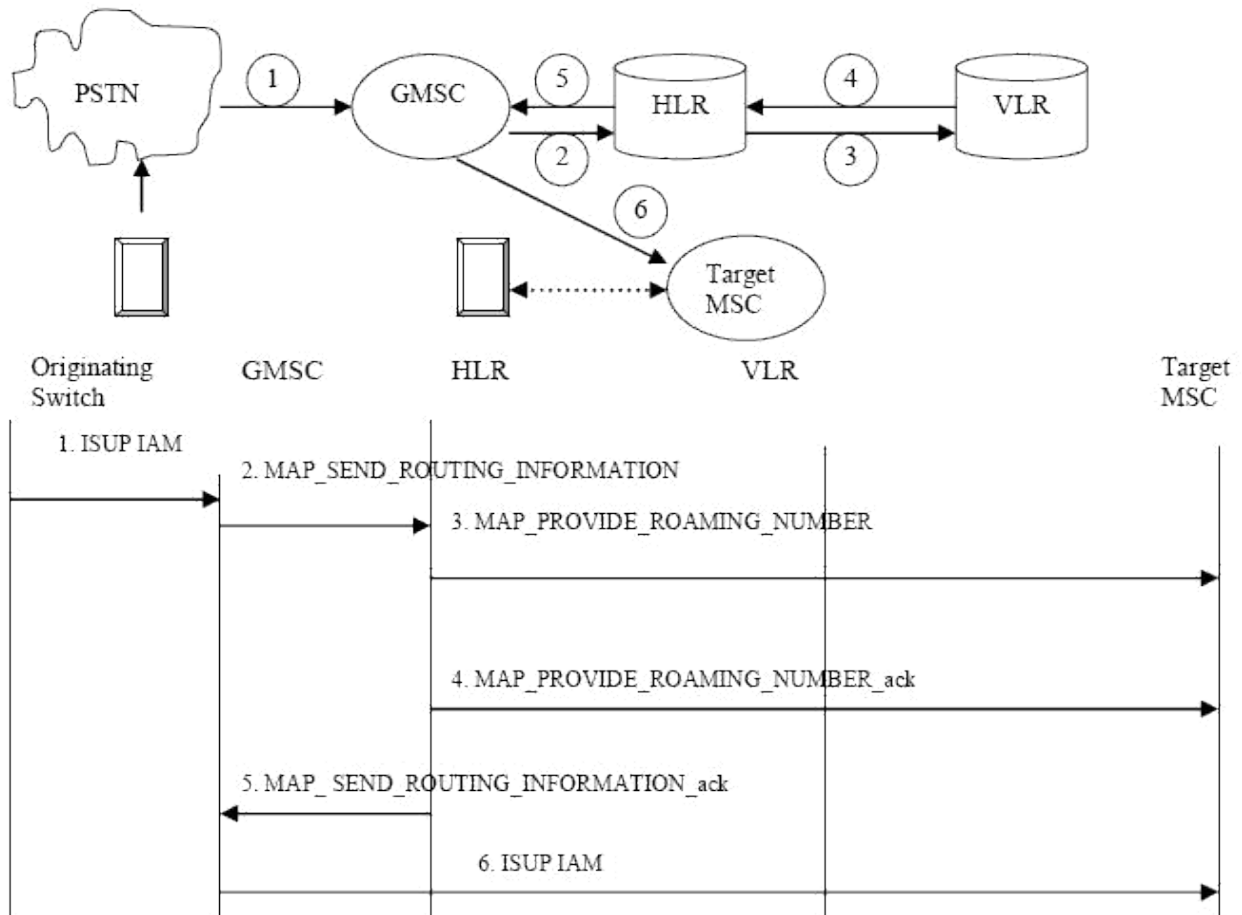 PSTN
1
GMSC
5
2
HLR
4
3
VLR
6
Target
MSC
Originating
Switch
GMSC
HLR
VLR
Target
MSC
1. ISUP IAM
2. MAP_SEND_ROUTING_INFORMATION
3. MAP_PROVIDE_ROAMING_NUMBER
4. MAP_PROVIDE_ROAMING_NUMBER_ack
5. MAP_ SEND_ROUTING_INFORMATION_ack
6. ISUP IAM